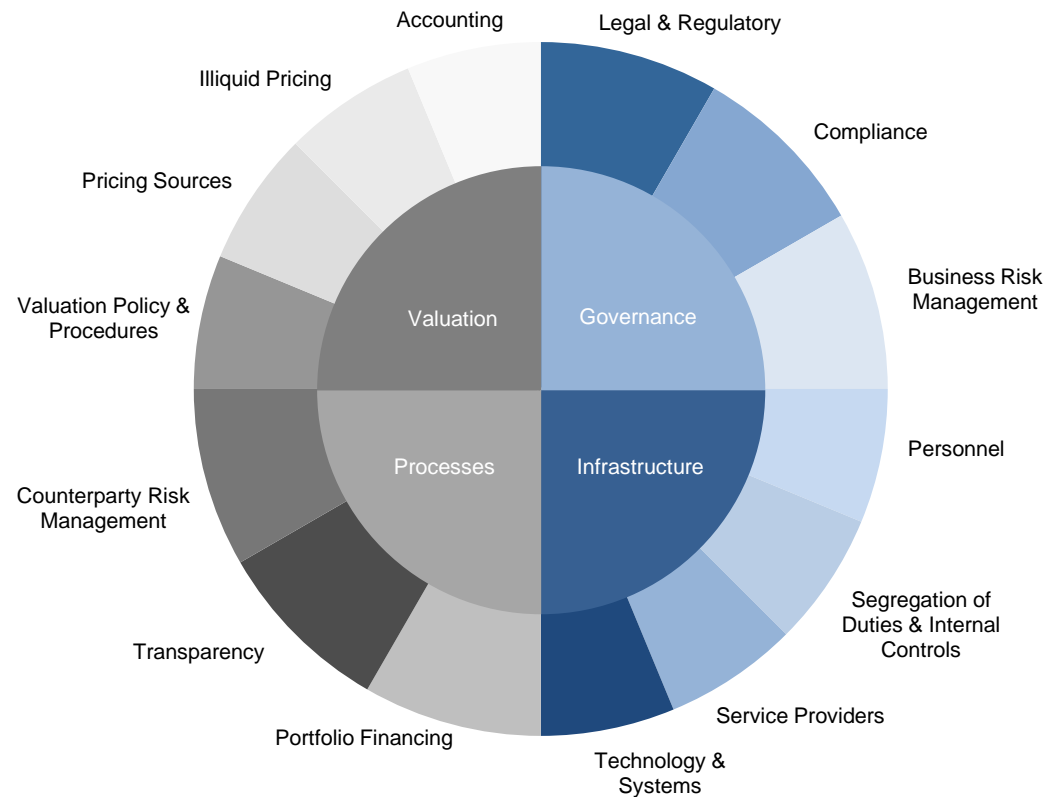 Accounting
Legal & Regulatory
Illiquid Pricing
Compliance
Pricing Sources
Business Risk
Management
Valuation Policy &
Procedures
Valuation
Governance
Personnel
Processes
Infrastructure
Counterparty Risk
Management
Segregation of
Duties & Internal
Controls
Transparency
Service Providers
Portfolio Financing
Technology &
Systems